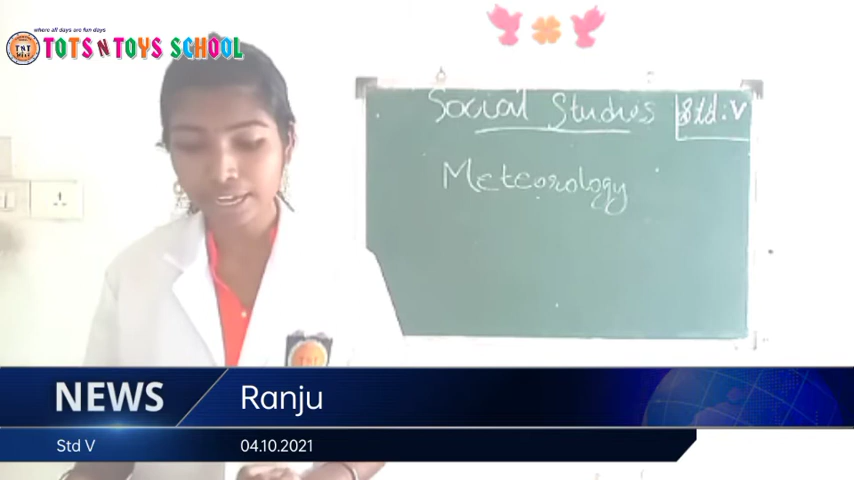 where all days are fun days
TOTS N TOYS SCHOOL
Social Studies
Std : V
Meteorology
NEWS
Ranju
Std V
04.10.2021